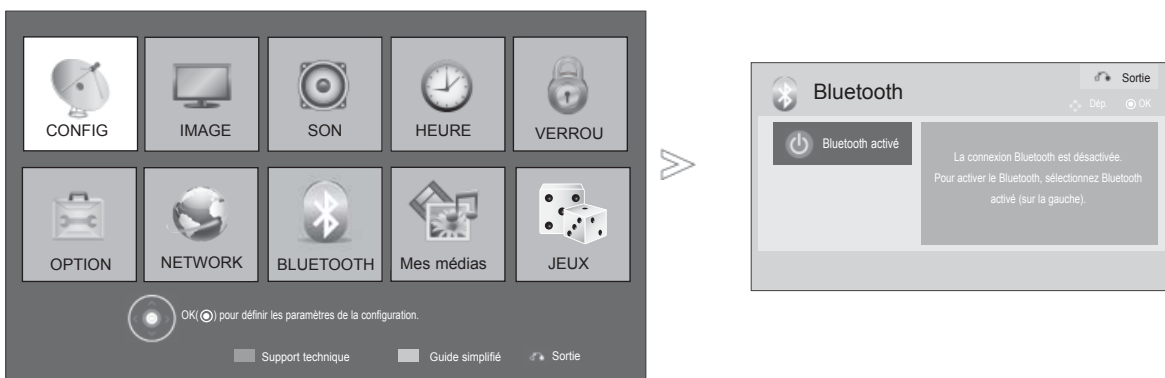 CONFIG
IMAGE
SON
HEURE
VERROU
OPTION
NETWORK
BLUETOOTH
Mes médias
JEUX
OK( ) pour définir les paramètres de la configuration.
Support technique
Guide simplifié
Sortie
Bluetooth
Sortie
Dép.
OK
Bluetooth activé
La connexion Bluetooth est désactivée.
Pour activer le Bluetooth, sélectionnez Bluetooth
activé (sur la gauche).